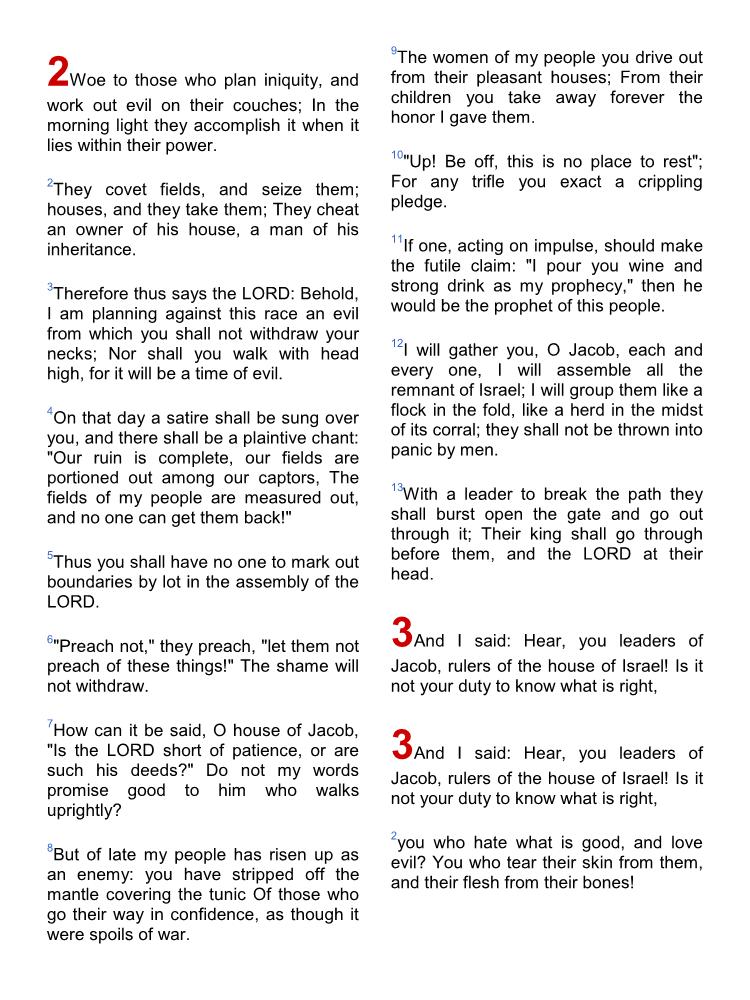 2Woe to those who plan iniquity, and
work out evil on their couches; In the
morning light they accomplish it when it
lies within their power.
2They covet fields, and seize them;
houses, and they take them; They cheat
an owner of his house, a man of his
inheritance.
3Therefore thus says the LORD: Behold,
I am planning against this race an evil
from which you shall not withdraw your
necks; Nor shall you walk with head
high, for it will be a time of evil.
4On that day a satire shall be sung over
you, and there shall be a plaintive chant:
"Our ruin is complete, our fields are
portioned out among our captors, The
fields of my people are measured out,
and no one can get them back!"
5Thus you shall have no one to mark out
boundaries by lot in the assembly of the
LORD.
6"Preach not," they preach, "let them not
preach of these things!" The shame will
not withdraw.
7How can it be said, O house of Jacob,
"Is the LORD short of patience, or are
such his deeds?" Do not my words
promise good to him who walks
uprightly?
8But of late my people has risen up as
an enemy: you have stripped off the
mantle covering the tunic Of those who
go their way in confidence, as though it
were spoils of war.
9The women of my people you drive out
from their pleasant houses; From their
children you take away forever the
honor I gave them.
10"Up! Be off, this is no place to rest";
For any trifle you exact a crippling
pledge.
11If one, acting on impulse, should make
the futile claim: "I pour you wine and
strong drink as my prophecy," then he
would be the prophet of this people.
12I will gather you, O Jacob, each and
every one, I will assemble all the
remnant of Israel; I will group them like a
flock in the fold, like a herd in the midst
of its corral; they shall not be thrown into
panic by men.
13With a leader to break the path they
shall burst open the gate and go out
through it; Their king shall go through
before them, and the LORD at their
head.
3And I said: Hear, you leaders of
Jacob, rulers of the house of Israel! Is it
not your duty to know what is right,
3And I said: Hear, you leaders of
Jacob, rulers of the house of Israel! Is it
not your duty to know what is right,
2you who hate what is good, and love
evil? You who tear their skin from them,
and their flesh from their bones!